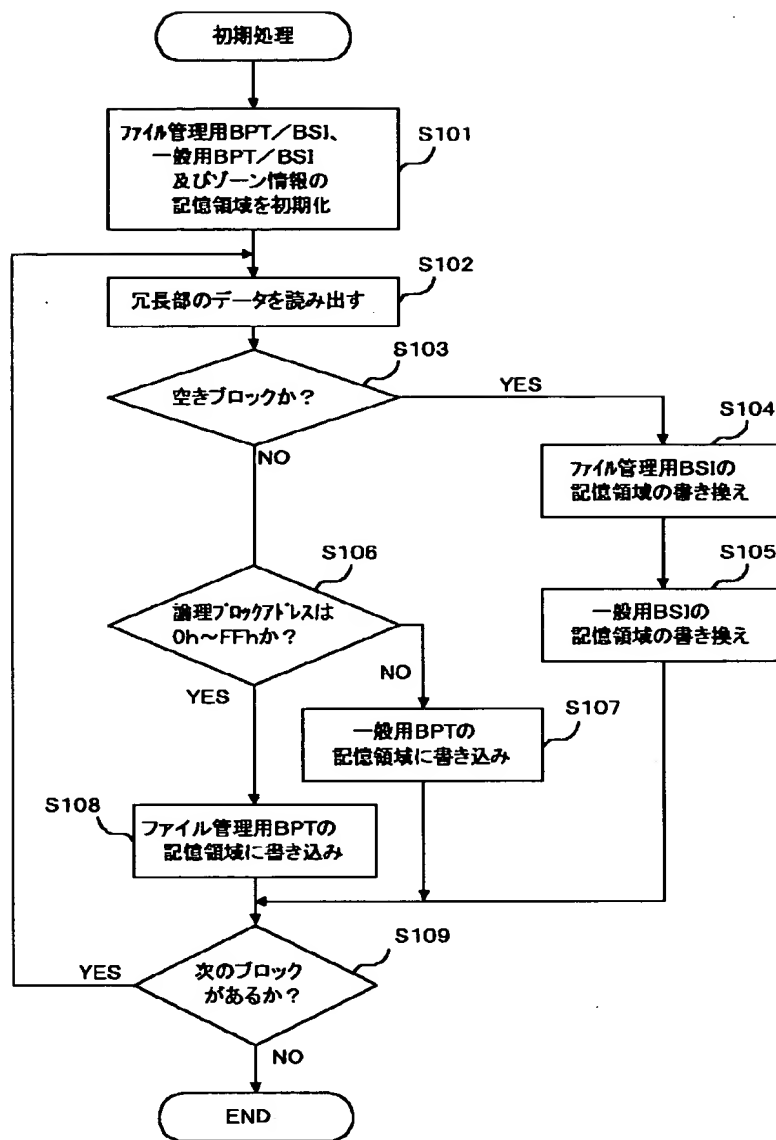 初期処理
ファイル管理用BPT／BSI、
一般用BPT／BSI
及びゾーン情報の
記憶領域を初期化
S101
S102
冗長部のデータを読み出す
S103
空きブロックか？
YES
NO
S104
ファイル管理用BSIの
記憶領域の書き換え
S105
一般用BSIの
記憶領域の書き換え
S106
論理ブロックアドレスは
0h～FFhか？
NO
YES
S107
一般用BPTの
記憶領域に書き込み
S108
ファイル管理用BPTの
記憶領域に書き込み
S109
YES
次のブロック
があるか？
NO
END